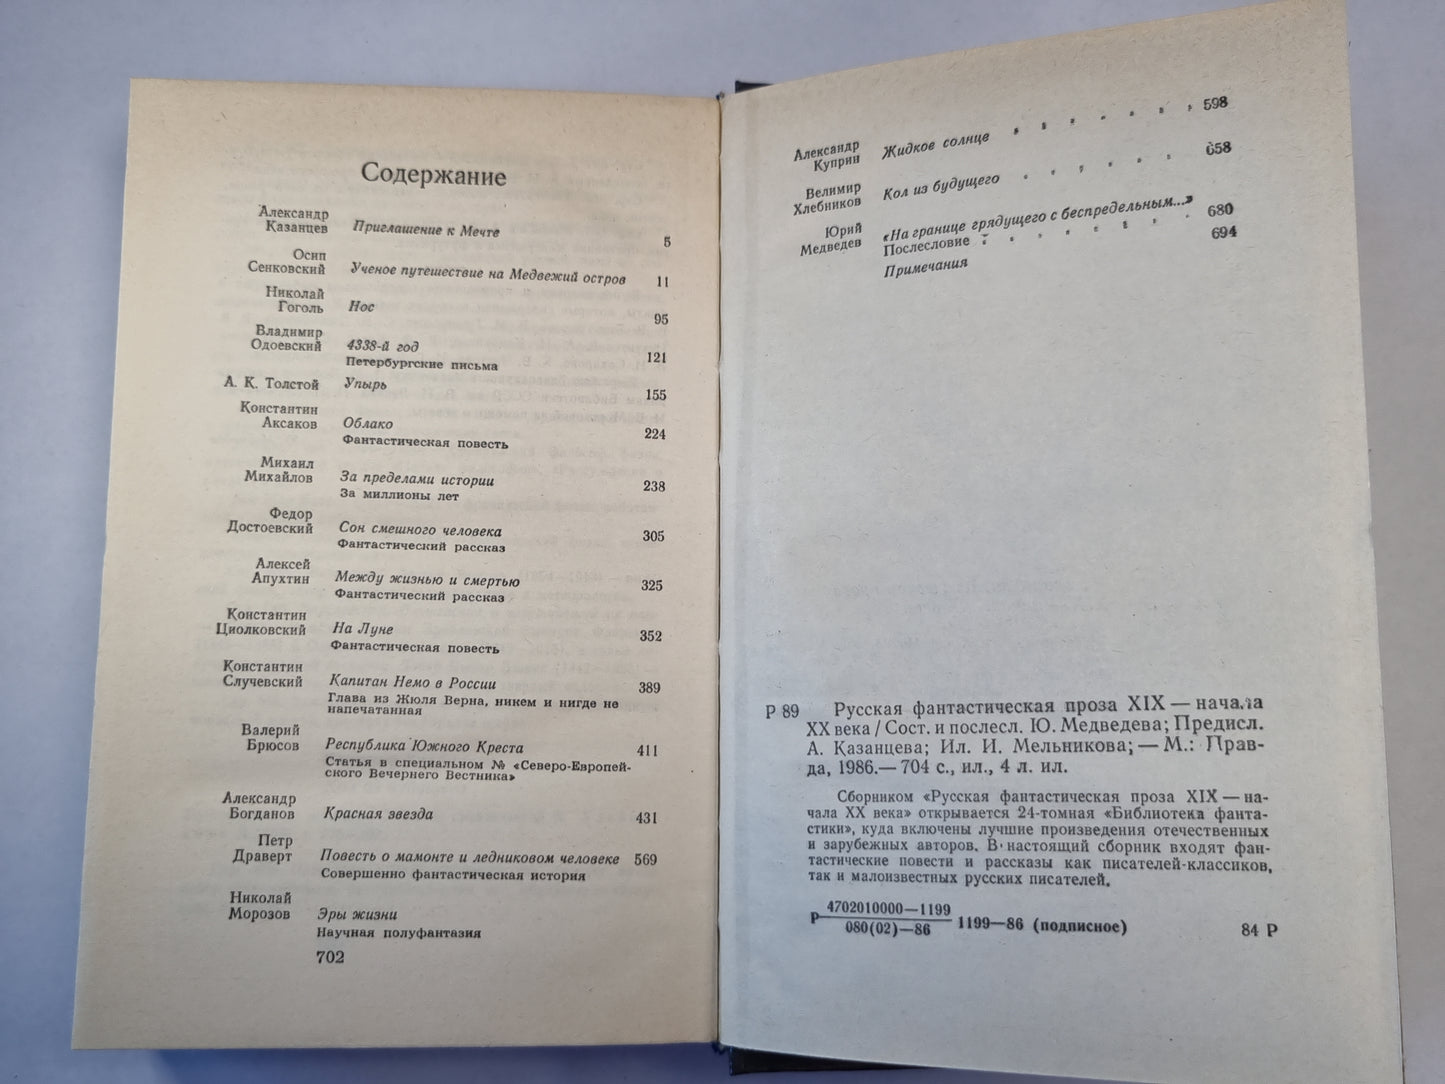 Содержание
Александр
Казанцев Приглашение к Мечте 5
Осип
Сенковский Ученое путешествие на Медвежий остров 11
Николай
Гоголь Нос 95
Владимир
Одоевский 4338-й год 121
Петербургские письма
А. К. Толстой Упырь 155
Константин
Аксаков Облако 224
Фантастическая повесть
Михаил
Михайлов За пределами истории 238
За миллионы лет
Федор
Достоевский Сон смешного человека 305
Фантастический рассказ
Алексей
Апухтин Между жизнью и смертью 325
Фантастический рассказ
Константин
Циолковский На Луне 352
Фантастическая повесть
Константин
Случевский Капитан Немо в России 389
Глава из Жюля Верна, никем и нигде не
напечатанная
Валерий
Брюсов Республика Южного Креста 411
Статья в специальном № «Северо-Европей-
ского Вечернего Вестника»
Александр
Богданов Красная звезда 431
Петр
Драверт Повесть о мамонте и ледниковом человеке 569
Совершенно фантастическая история
Николай
Морозов Эры жизни
Научная полуфантазия
702
Александр
Куприн Жидкое солнце . . . . . . . 598
Велимир
Хлебников Кол из будущего . . . . . . 658
Юрий
Медведев «На границе грядущего с беспредельным...»
Послесловие . . . . . . . . 680
Примечания 694
Р 89 Русская фантастическая проза XIX — начала
XX века / Сост. и послесл. Ю. Медведева; Предисл.
А. Казанцева; Ил. И. Мельникова; — М.: Прав-
да, 1986.— 704 с., ил., 4 л. ил.
Сборником «Русская фантастическая проза XIX — на-
чала XX века» открывается 24-томная «Библиотека фанта-
стики», куда включены лучшие произведения отечественных
и зарубежных авторов. В настоящий сборник входят фан-
тастические повести и рассказы как писателей-классиков,
так и малоизвестных русских писателей.
Р 4702010000—1199
080(02)—86 1199—86 (подписное) 84 Р